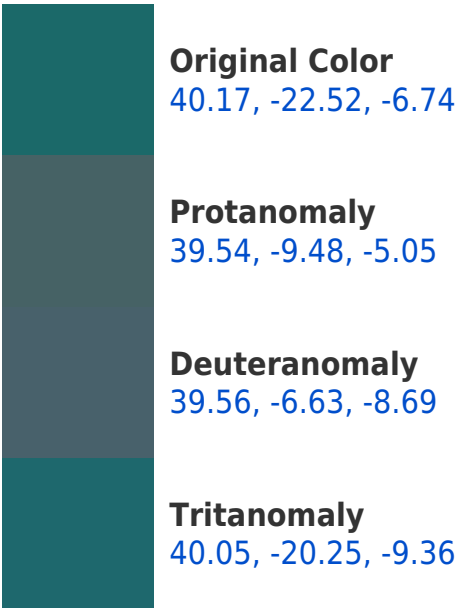 Original Color
40.17, -22.52, -6.74
Protanomaly
39.54, -9.48, -5.05
Deuteranomaly
39.56, -6.63, -8.69
Tritanomaly
40.05, -20.25, -9.36